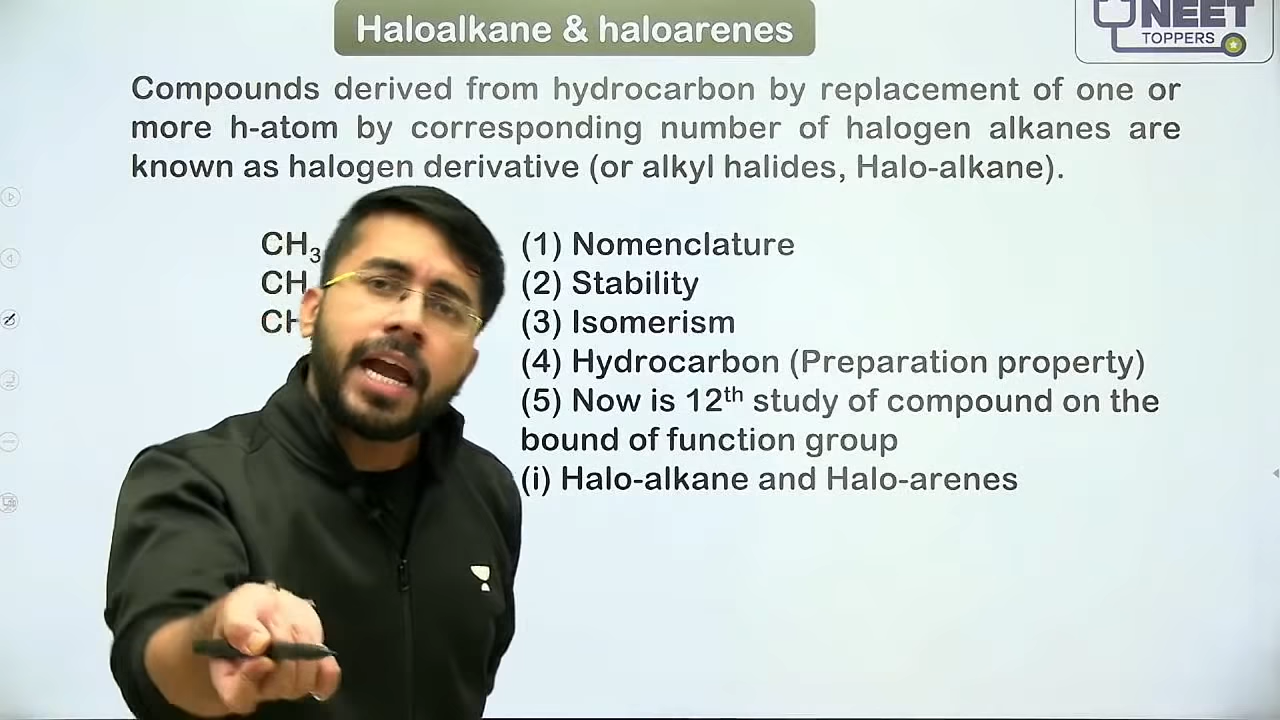 Haloalkane & haloarenes
NEET
TOPPERS
Compounds derived from hydrocarbon by replacement of one or
more h-atom by corresponding number of halogen alkanes are
known as halogen derivative (or alkyl halides, Halo-alkane).
CH₃
CH
CH
(1) Nomenclature
(2) Stability
(3) Isomerism
(4) Hydrocarbon (Preparation property)
(5) Now is 12ᵗʰ study of compound on the
bound of function group
(i) Halo-alkane and Halo-arenes